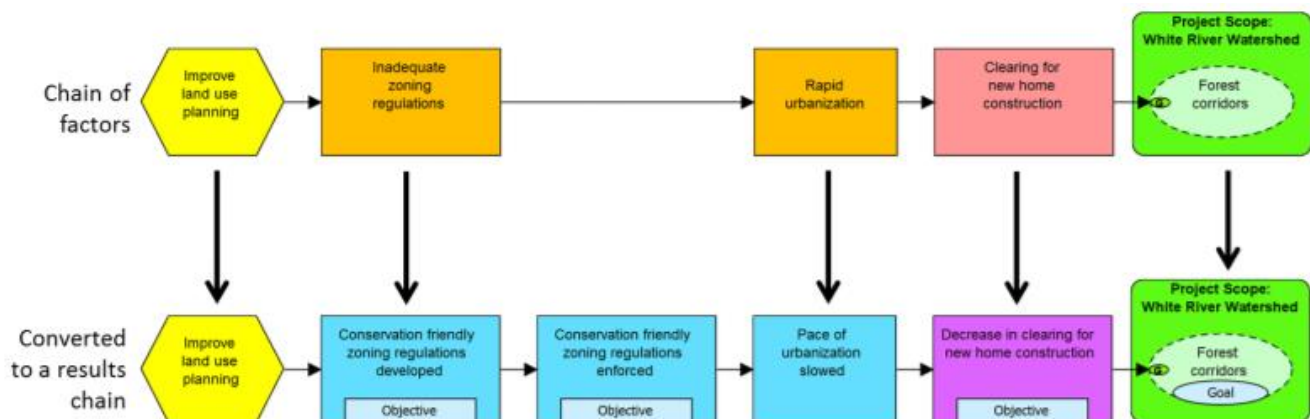 Chain of
factors
Improve
land use
planning
Inadequate
zoning
regulations
Rapid
urbanization
Clearing for
new home
construction
Project Scope:
White River Watershed
Forest
corridors
Converted
to a results
chain
Improve
land use
planning
Conservation friendly
zoning regulations
developed
Objective
Conservation friendly
zoning regulations
enforced
Objective
Pace of
urbanization
slowed
Decrease in clearing for
new home construction
Objective
Project Scope:
White River Watershed
Forest
corridors
Goal